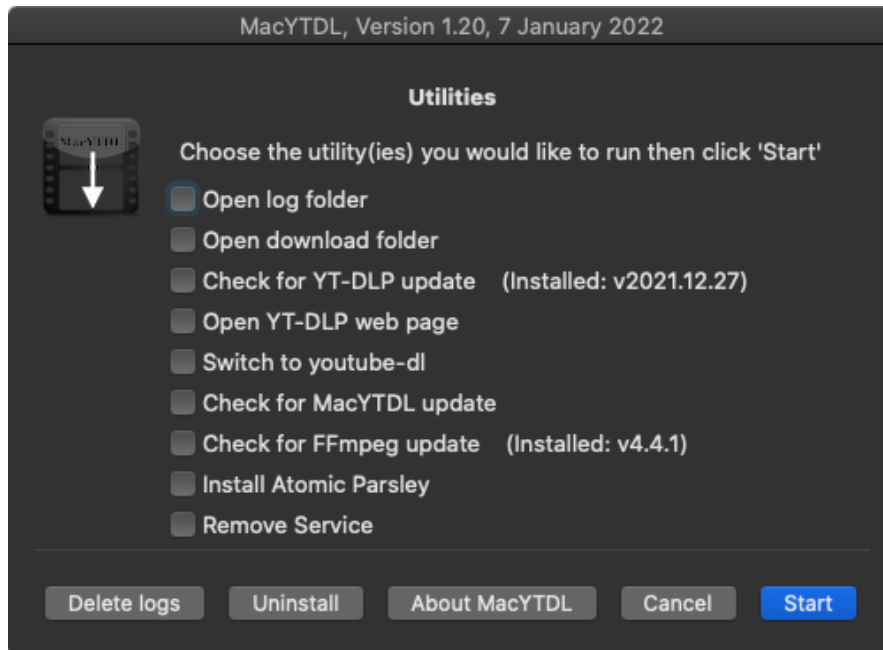 MacYTDL, Version 1.20, 7 January 2022
Utilities
MacYTDL
Choose the utility(ies) you would like to run then click 'Start'
Open log folder
Open download folder
Check for YT-DLP update (Installed: v2021.12.27)
Open YT-DLP web page
Switch to youtube-dl
Check for MacYTDL update
Check for FFmpeg update (Installed: v4.4.1)
Install Atomic Parsley
Remove Service
Delete logs Uninstall About MacYTDL Cancel Start